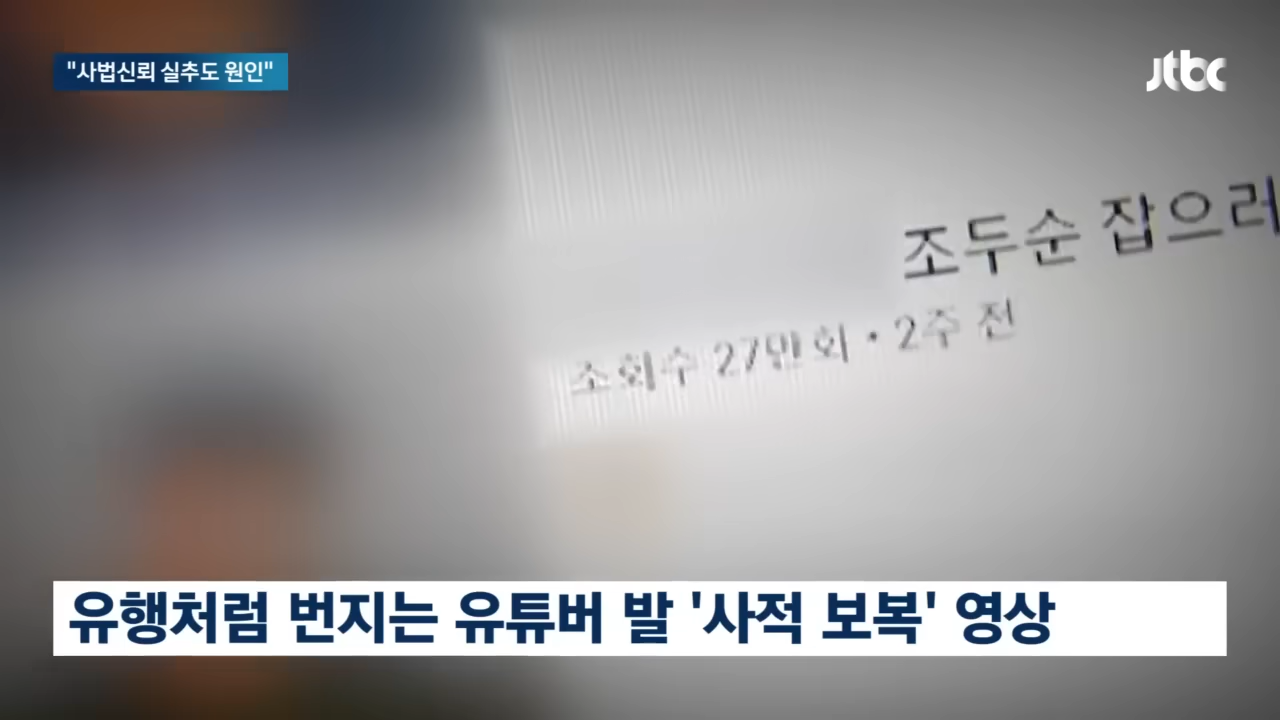 "사법신뢰 실추도 원인"
jtbc
조두순 잡으러
조회수 27만회 • 2주 전
유행처럼 번지는 유튜버 발 '사적 보복' 영상